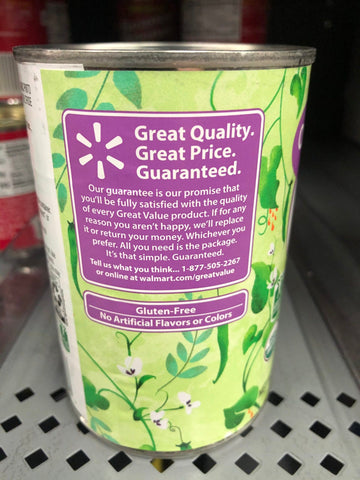 Great Quality.
Great Price.
Guaranteed.
Our guarantee is our promise that
you'll be fully satisfied with the quality
of every Great Value product. If for any
reason you aren't happy, we'll replace
it or return your money. Whichever you
prefer. All you need is the package.
It's that simple. Guaranteed.
Tell us what you think... 1-877-505-2267
or online at walmart.com/greatvalue
Gluten-Free
No Artificial Flavors or Colors